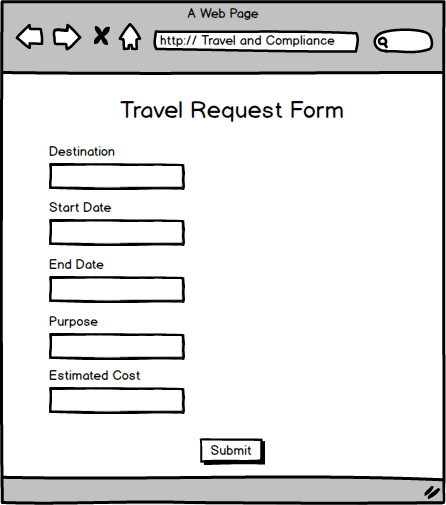 A Web Page
http:// Travel and Compliance
Travel Request Form
Destination
Start Date
End Date
Purpose
Estimated Cost
Submit